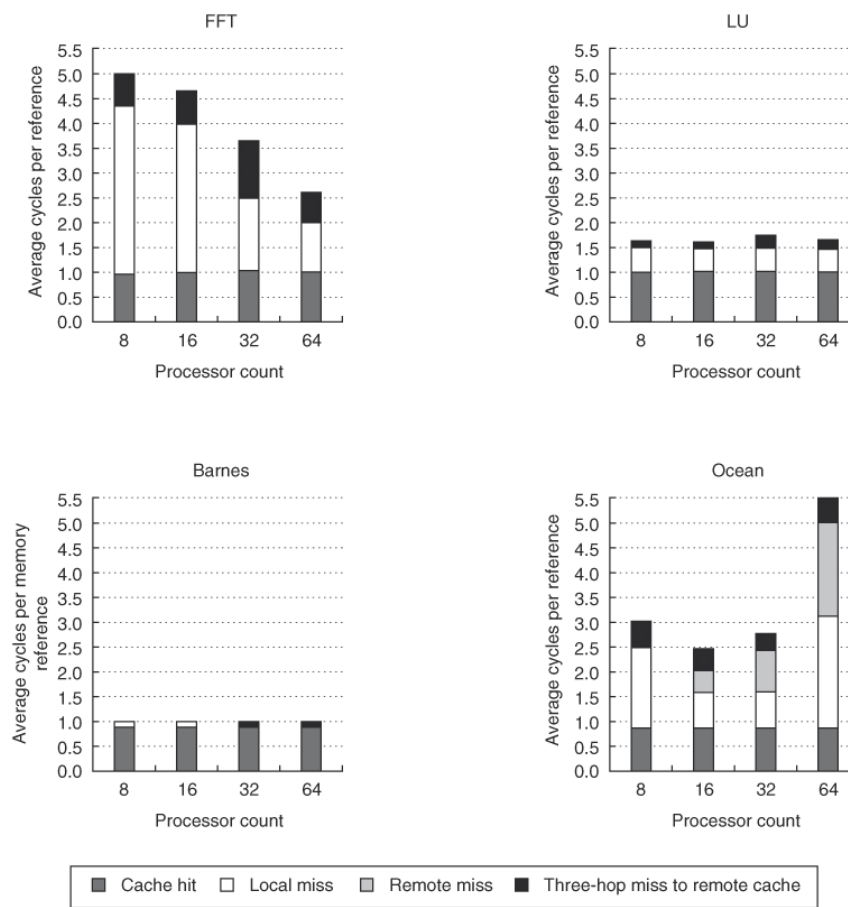 FFT
Average cycles per reference
5.5
5.0
4.5
4.0
3.5
3.0
2.5
2.0
1.5
1.0
0.5
0.0
8 16 32 64
Processor count
LU
Average cycles per reference
5.5
5.0
4.5
4.0
3.5
3.0
2.5
2.0
1.5
1.0
0.5
0.0
8 16 32 64
Processor count
Barnes
Average cycles per memory
reference
5.5
5.0
4.5
4.0
3.5
3.0
2.5
2.0
1.5
1.0
0.5
0.0
8 16 32 64
Processor count
Ocean
Average cycles per reference
5.5
5.0
4.5
4.0
3.5
3.0
2.5
2.0
1.5
1.0
0.5
0.0
8 16 32 64
Processor count
Cache hit Local miss Remote miss Three-hop miss to remote cache